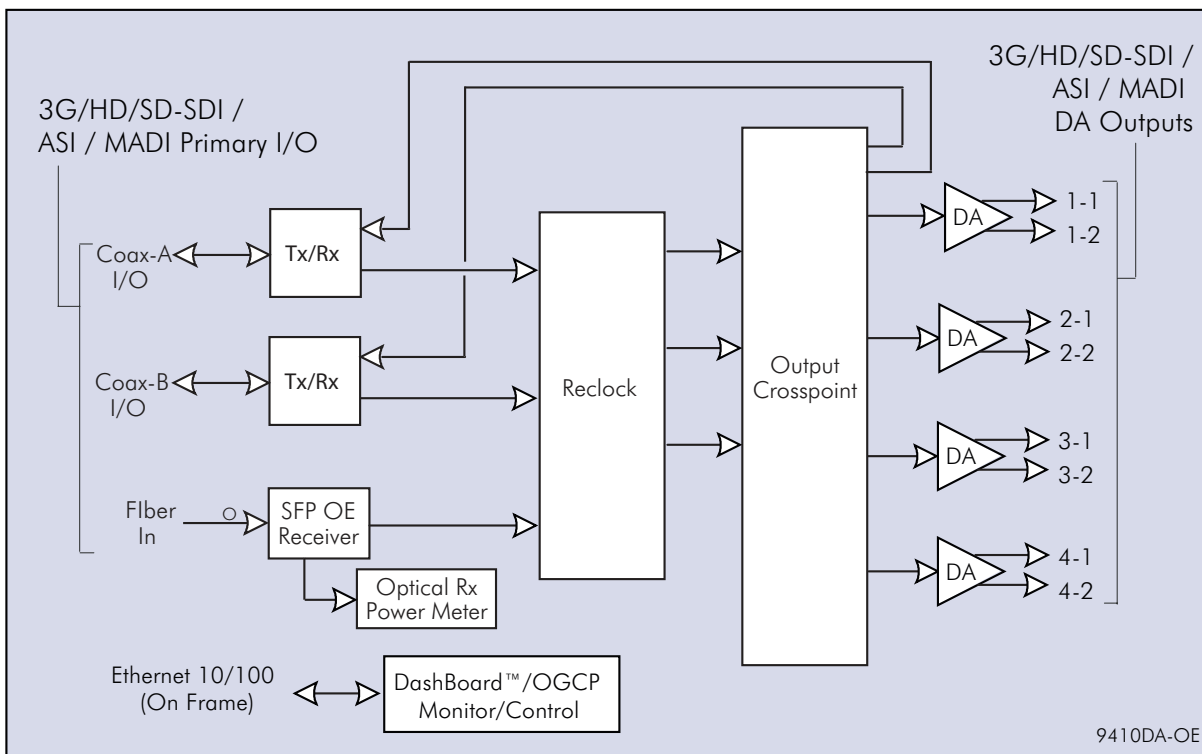 3G/HD/SD-SDI /
ASI / MADI Primary I/O
3G/HD/SD-SDI /
ASI / MADI
DA Outputs
Coax-A
I/O
Tx/Rx
Coax-B
I/O
Tx/Rx
FIber
In
O
SFP OE
Receiver
Optical Rx
Power Meter
Reclock
Output
Crosspoint
DA
1-1
1-2
DA
2-1
2-2
DA
3-1
3-2
DA
4-1
4-2
Ethernet 10/100
(On Frame)
DashBoard™/OGCP
Monitor/Control
9410DA-OE